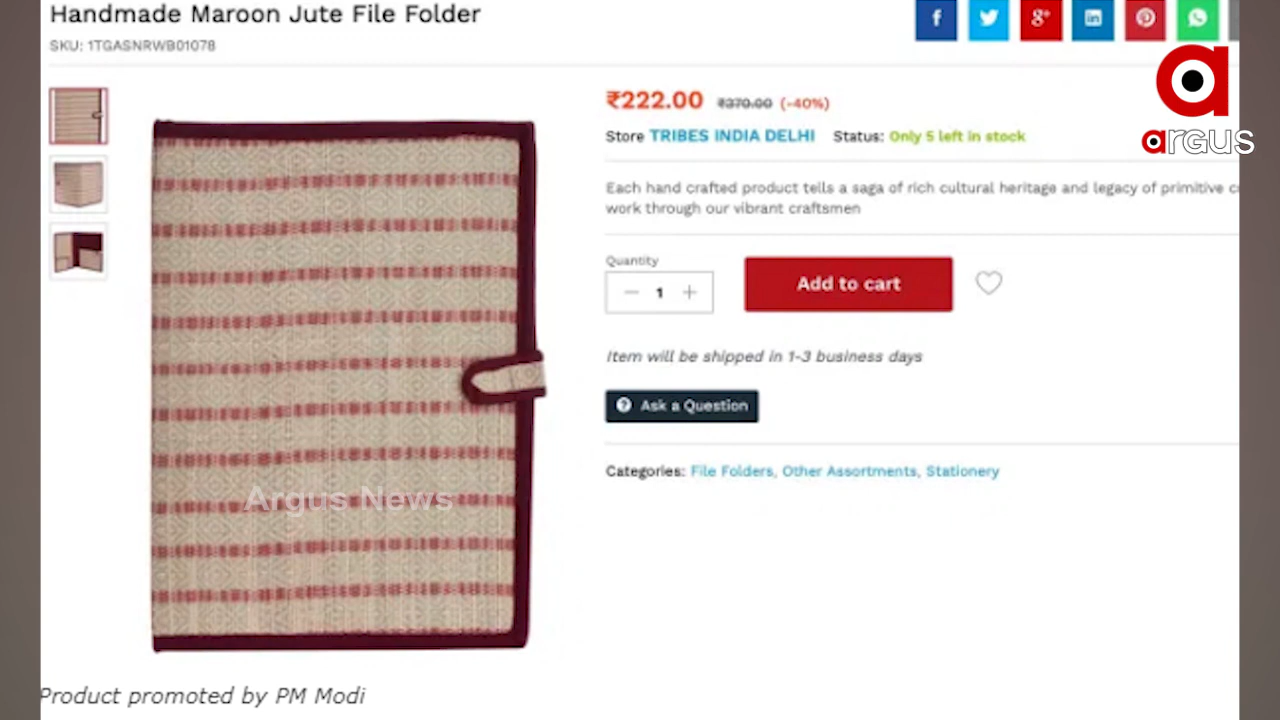 Handmade Maroon Jute File Folder
SKU: 1TGASNRWB01078
₹222.00 ₹370.00 (-40%)
Store TRIBES INDIA DELHI Status: Only 5 left in stock
Each hand crafted product tells a saga of rich cultural heritage and legacy of primitive
work through our vibrant craftsmen
Quantity
1
Add to cart
Item will be shipped in 1-3 business days
Ask a Question
Categories: File Folders, Other Assortments, Stationery
Argus News
Product promoted by PM Modi
argus